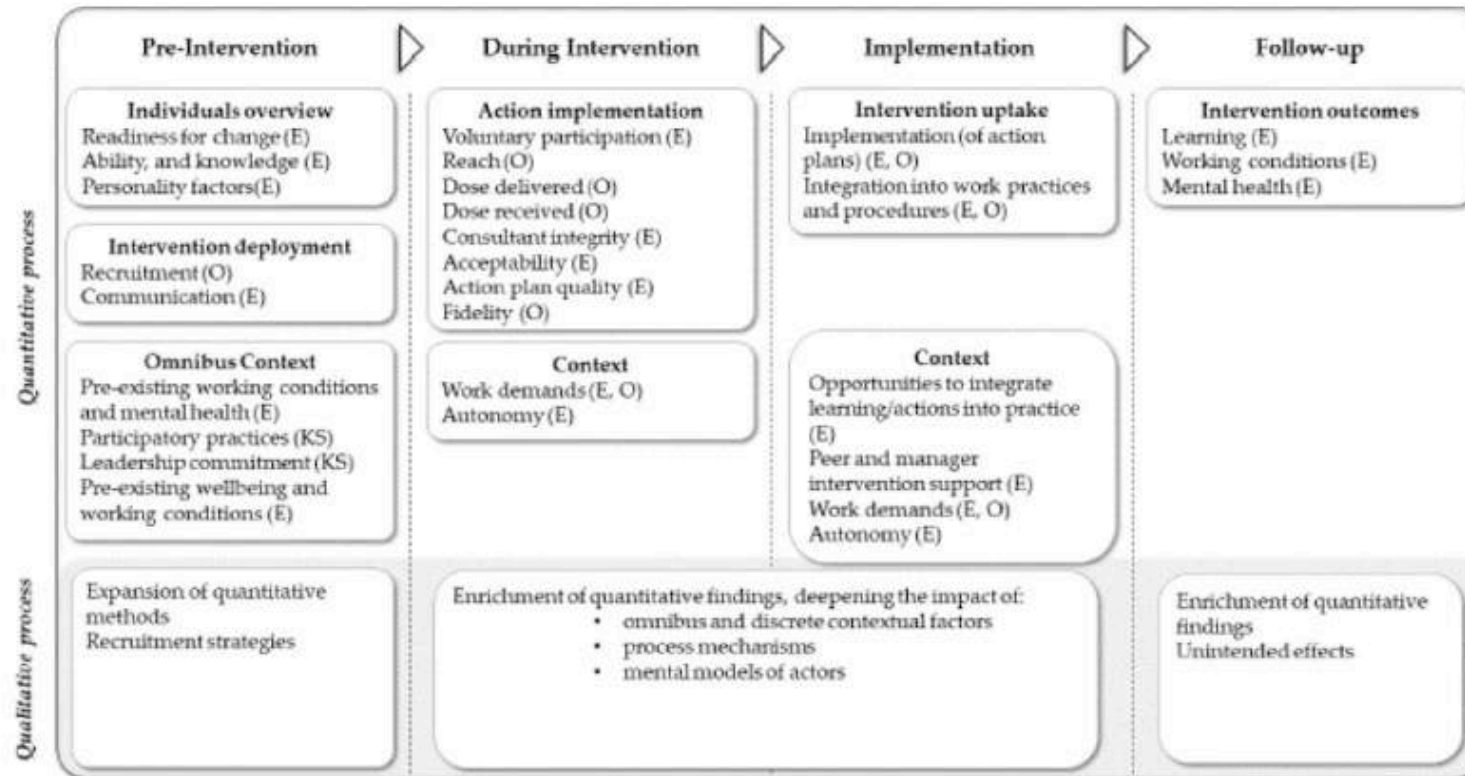 Pre-Intervention
During Intervention
Implementation
Follow-up
Quantitative process
Individuals overview
Readiness for change (E)
Ability, and knowledge (E)
Personality factors(E)
Intervention deployment
Recruitment (O)
Communication (E)
Omnibus Context
Pre-existing working conditions
and mental health (E)
Participatory practices (KS)
Leadership commitment (KS)
Pre-existing wellbeing and
working conditions (E)
Action implementation
Voluntary participation (E)
Reach (O)
Dose delivered (O)
Dose received (O)
Consultant integrity (E)
Acceptability (E)
Action plan quality (E)
Fidelity (O)
Context
Work demands (E, O)
Autonomy (E)
Intervention uptake
Implementation (of action
plans) (E, O)
Integration into work practices
and procedures (E, O)
Context
Opportunities to integrate
learning/actions into practice
(E)
Peer and manager
intervention support (E)
Work demands (E, O)
Autonomy (E)
Intervention outcomes
Learning (E)
Working conditions (E)
Mental health (E)
Qualitative process
Expansion of quantitative
methods
Recruitment strategies
Enrichment of quantitative findings, deepening the impact of:
• omnibus and discrete contextual factors
• process mechanisms
• mental models of actors
Enrichment of quantitative
findings
Unintended effects